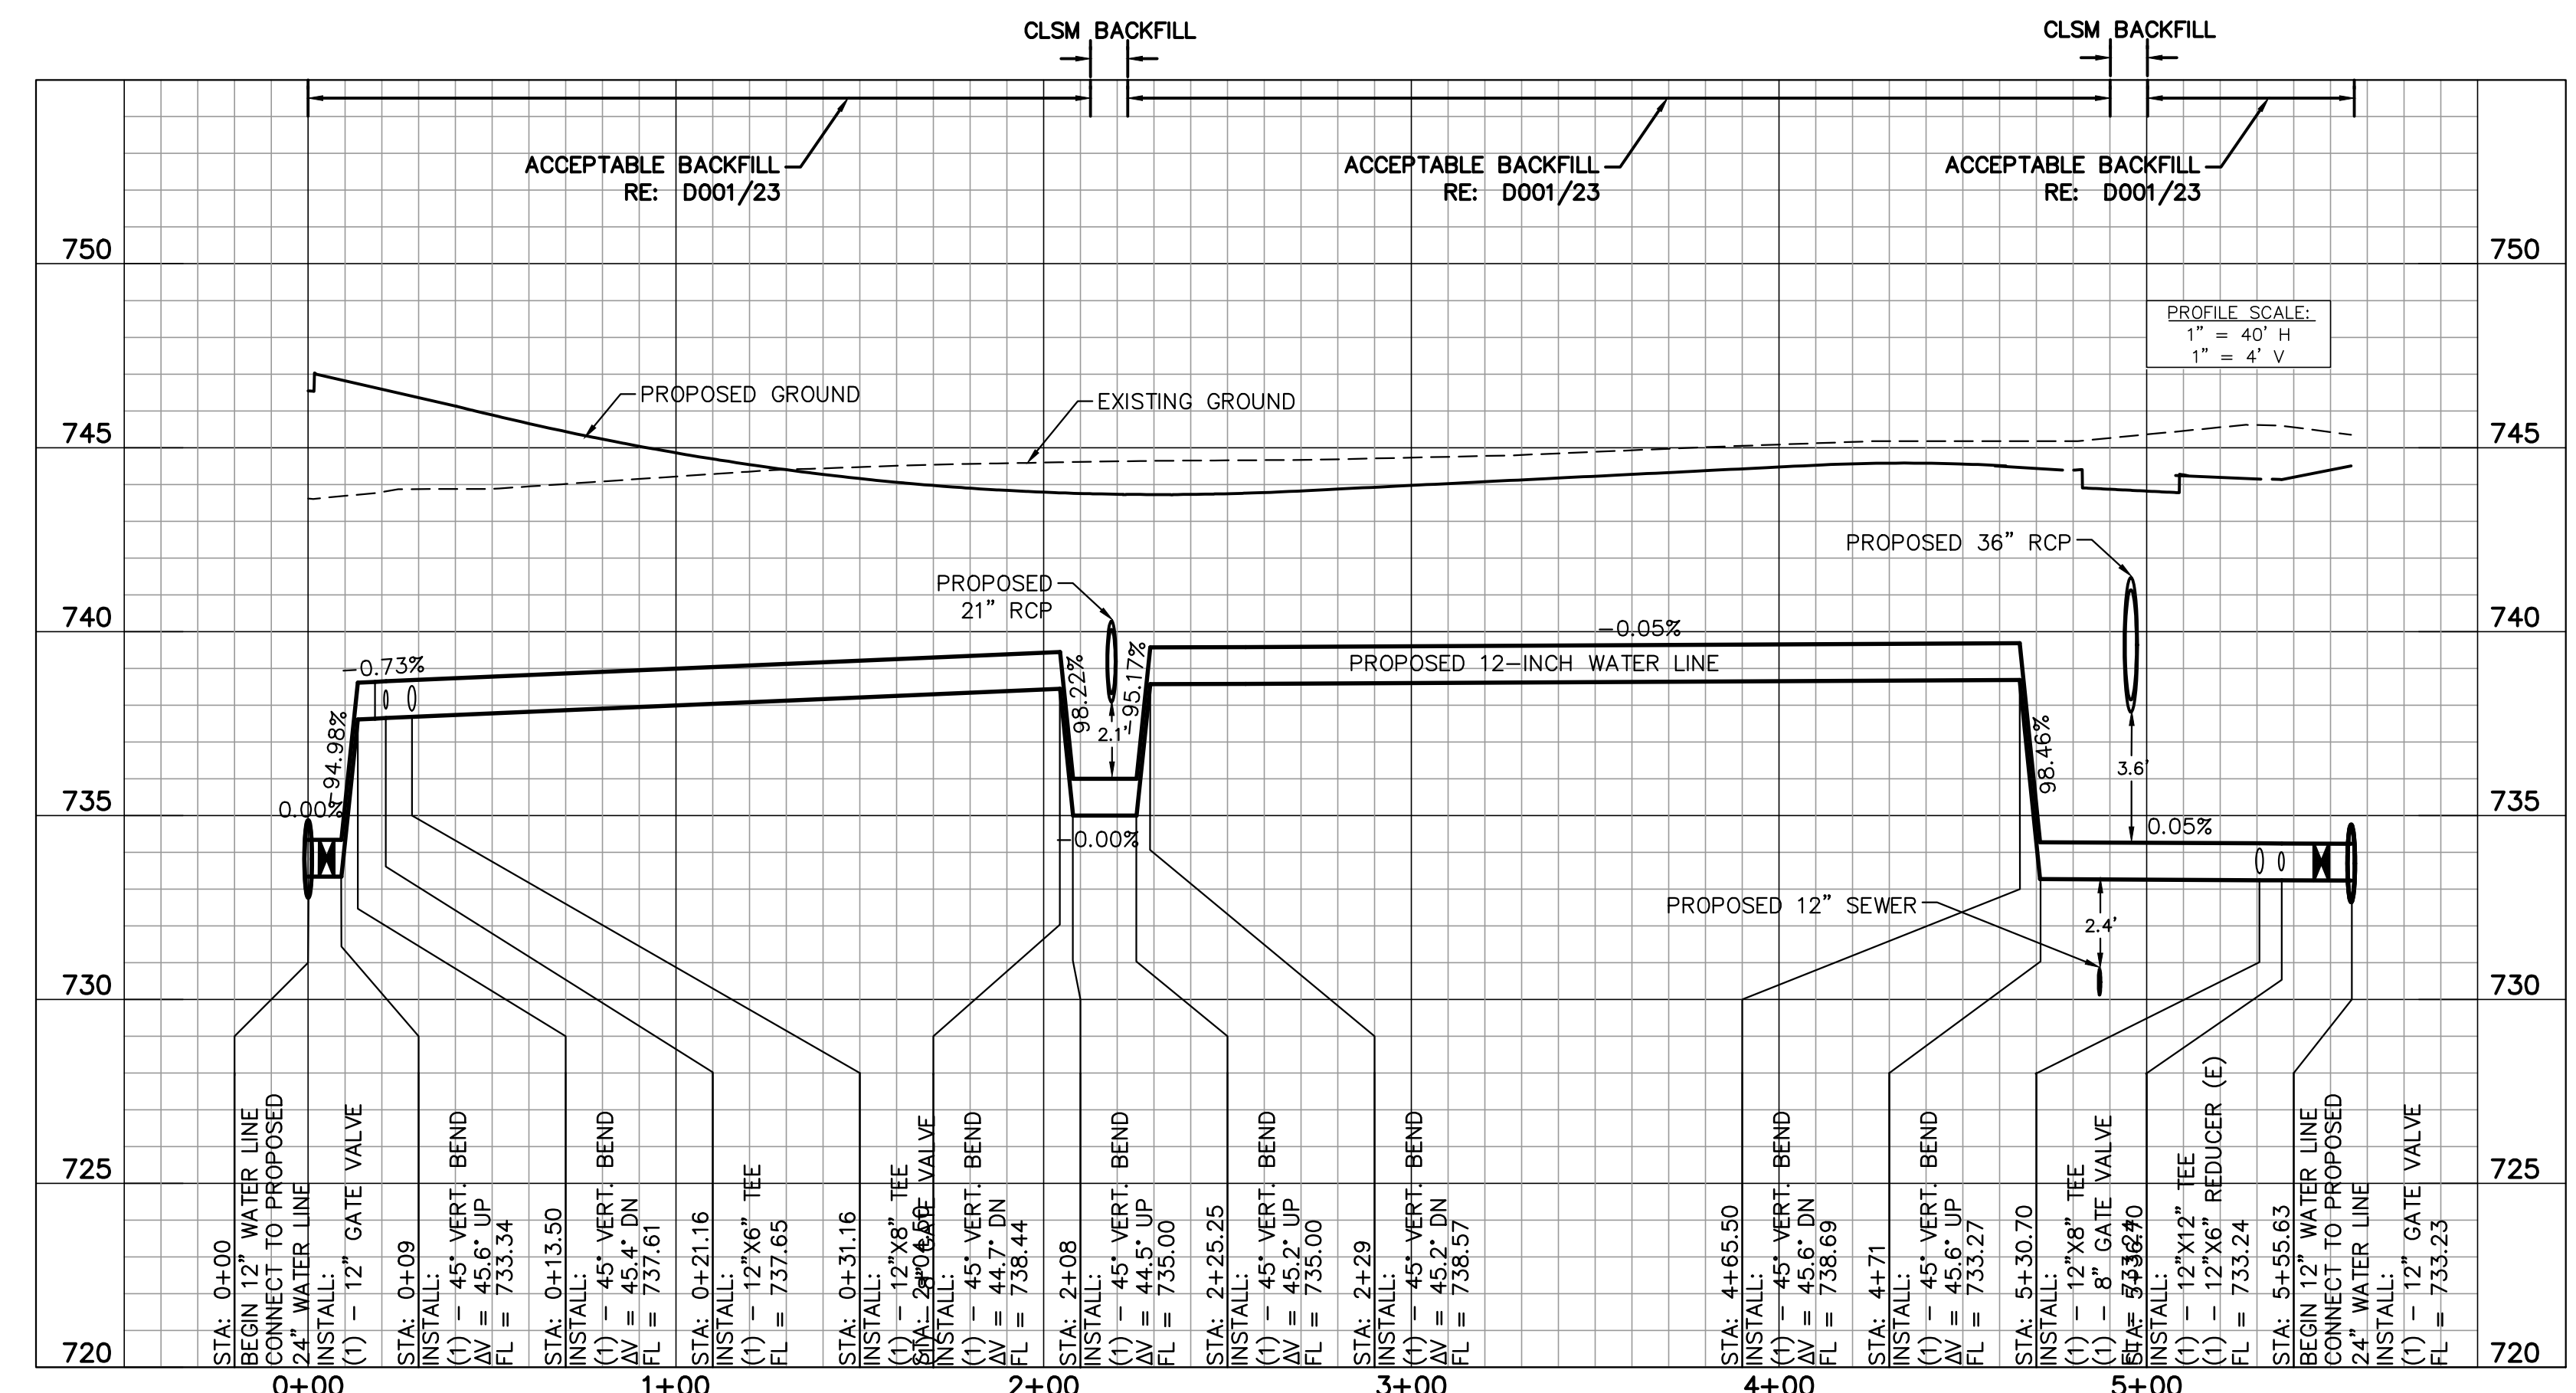 CLSM BACKFILL
CLSM BACKFILL
ACCEPTABLE BACKFILL
RE: D001/23
ACCEPTABLE BACKFILL
RE: D001/23
ACCEPTABLE BACKFILL
RE: D001/23
750
750
PROFILE SCALE:
1" = 40' H
1" = 4' V
PROPOSED GROUND
EXISTING GROUND
745
745
PROPOSED 36" RCP
PROPOSED
21" RCP
740
740
-0.05%
-0.73%
PROPOSED 12-INCH WATER LINE
98.22%
-95.17%
2.1'
-94.98%
98.46%
3.6'
735
735
0.00%
-0.00%
0.05%
PROPOSED 12" SEWER
2.4'
730
730
725
725
720
720
STA: 0+00
BEGIN 12" WATER LINE
CONNECT TO PROPOSED
24" WATER LINE
INSTALL:
(1) - 12" GATE VALVE
STA: 0+09
INSTALL:
(1) - 45° VERT. BEND
ΔV = 45.6° UP
FL = 733.34
STA: 0+13.50
INSTALL:
(1) - 45° VERT. BEND
ΔV = 45.4° DN
FL = 737.61
STA: 0+21.16
INSTALL:
(1) - 12"X6" TEE
FL = 737.65
STA: 0+31.16
INSTALL:
(1) - 12"X8" TEE
STA: 2+04.50
INSTALL:
(1) - 45° VERT. BEND
ΔV = 44.7° DN
FL = 738.44
STA: 2+08
INSTALL:
(1) - 45° VERT. BEND
ΔV = 44.5° UP
FL = 735.00
STA: 2+25.25
INSTALL:
(1) - 45° VERT. BEND
ΔV = 45.2° UP
FL = 735.00
STA: 2+29
INSTALL:
(1) - 45° VERT. BEND
ΔV = 45.2° DN
FL = 738.57
STA: 4+65.50
INSTALL:
(1) - 45° VERT. BEND
ΔV = 45.6° DN
FL = 738.69
STA: 4+71
INSTALL:
(1) - 45° VERT. BEND
ΔV = 45.6° UP
FL = 733.27
STA: 5+30.70
INSTALL:
(1) - 12"X8" TEE
(1) - 8" GATE VALVE
FL = 733.24
STA: 5+36.70
INSTALL:
(1) - 12"X12" TEE
(1) - 12"X6" REDUCER (E)
FL = 733.24
STA: 5+55.63
BEGIN 12" WATER LINE
CONNECT TO PROPOSED
24" WATER LINE
INSTALL:
(1) - 12" GATE VALVE
FL = 733.23
0+00
1+00
2+00
3+00
4+00
5+00